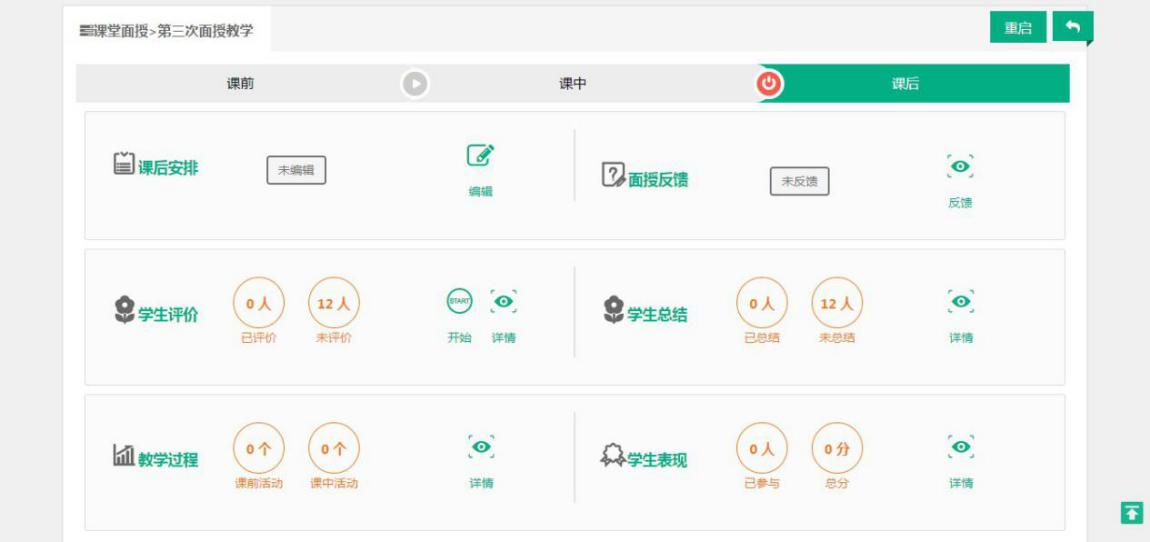 课堂面授>第三次面授教学
重启
课前
课中
课后
课后安排
未编辑
编辑
面授反馈
未反馈
反馈
学生评价
0人
已评价
12人
未评价
START
开始
详情
学生总结
0人
已总结
12人
未总结
详情
教学过程
0个
课前活动
0个
课中活动
详情
学生表现
0人
已参与
0分
总分
详情